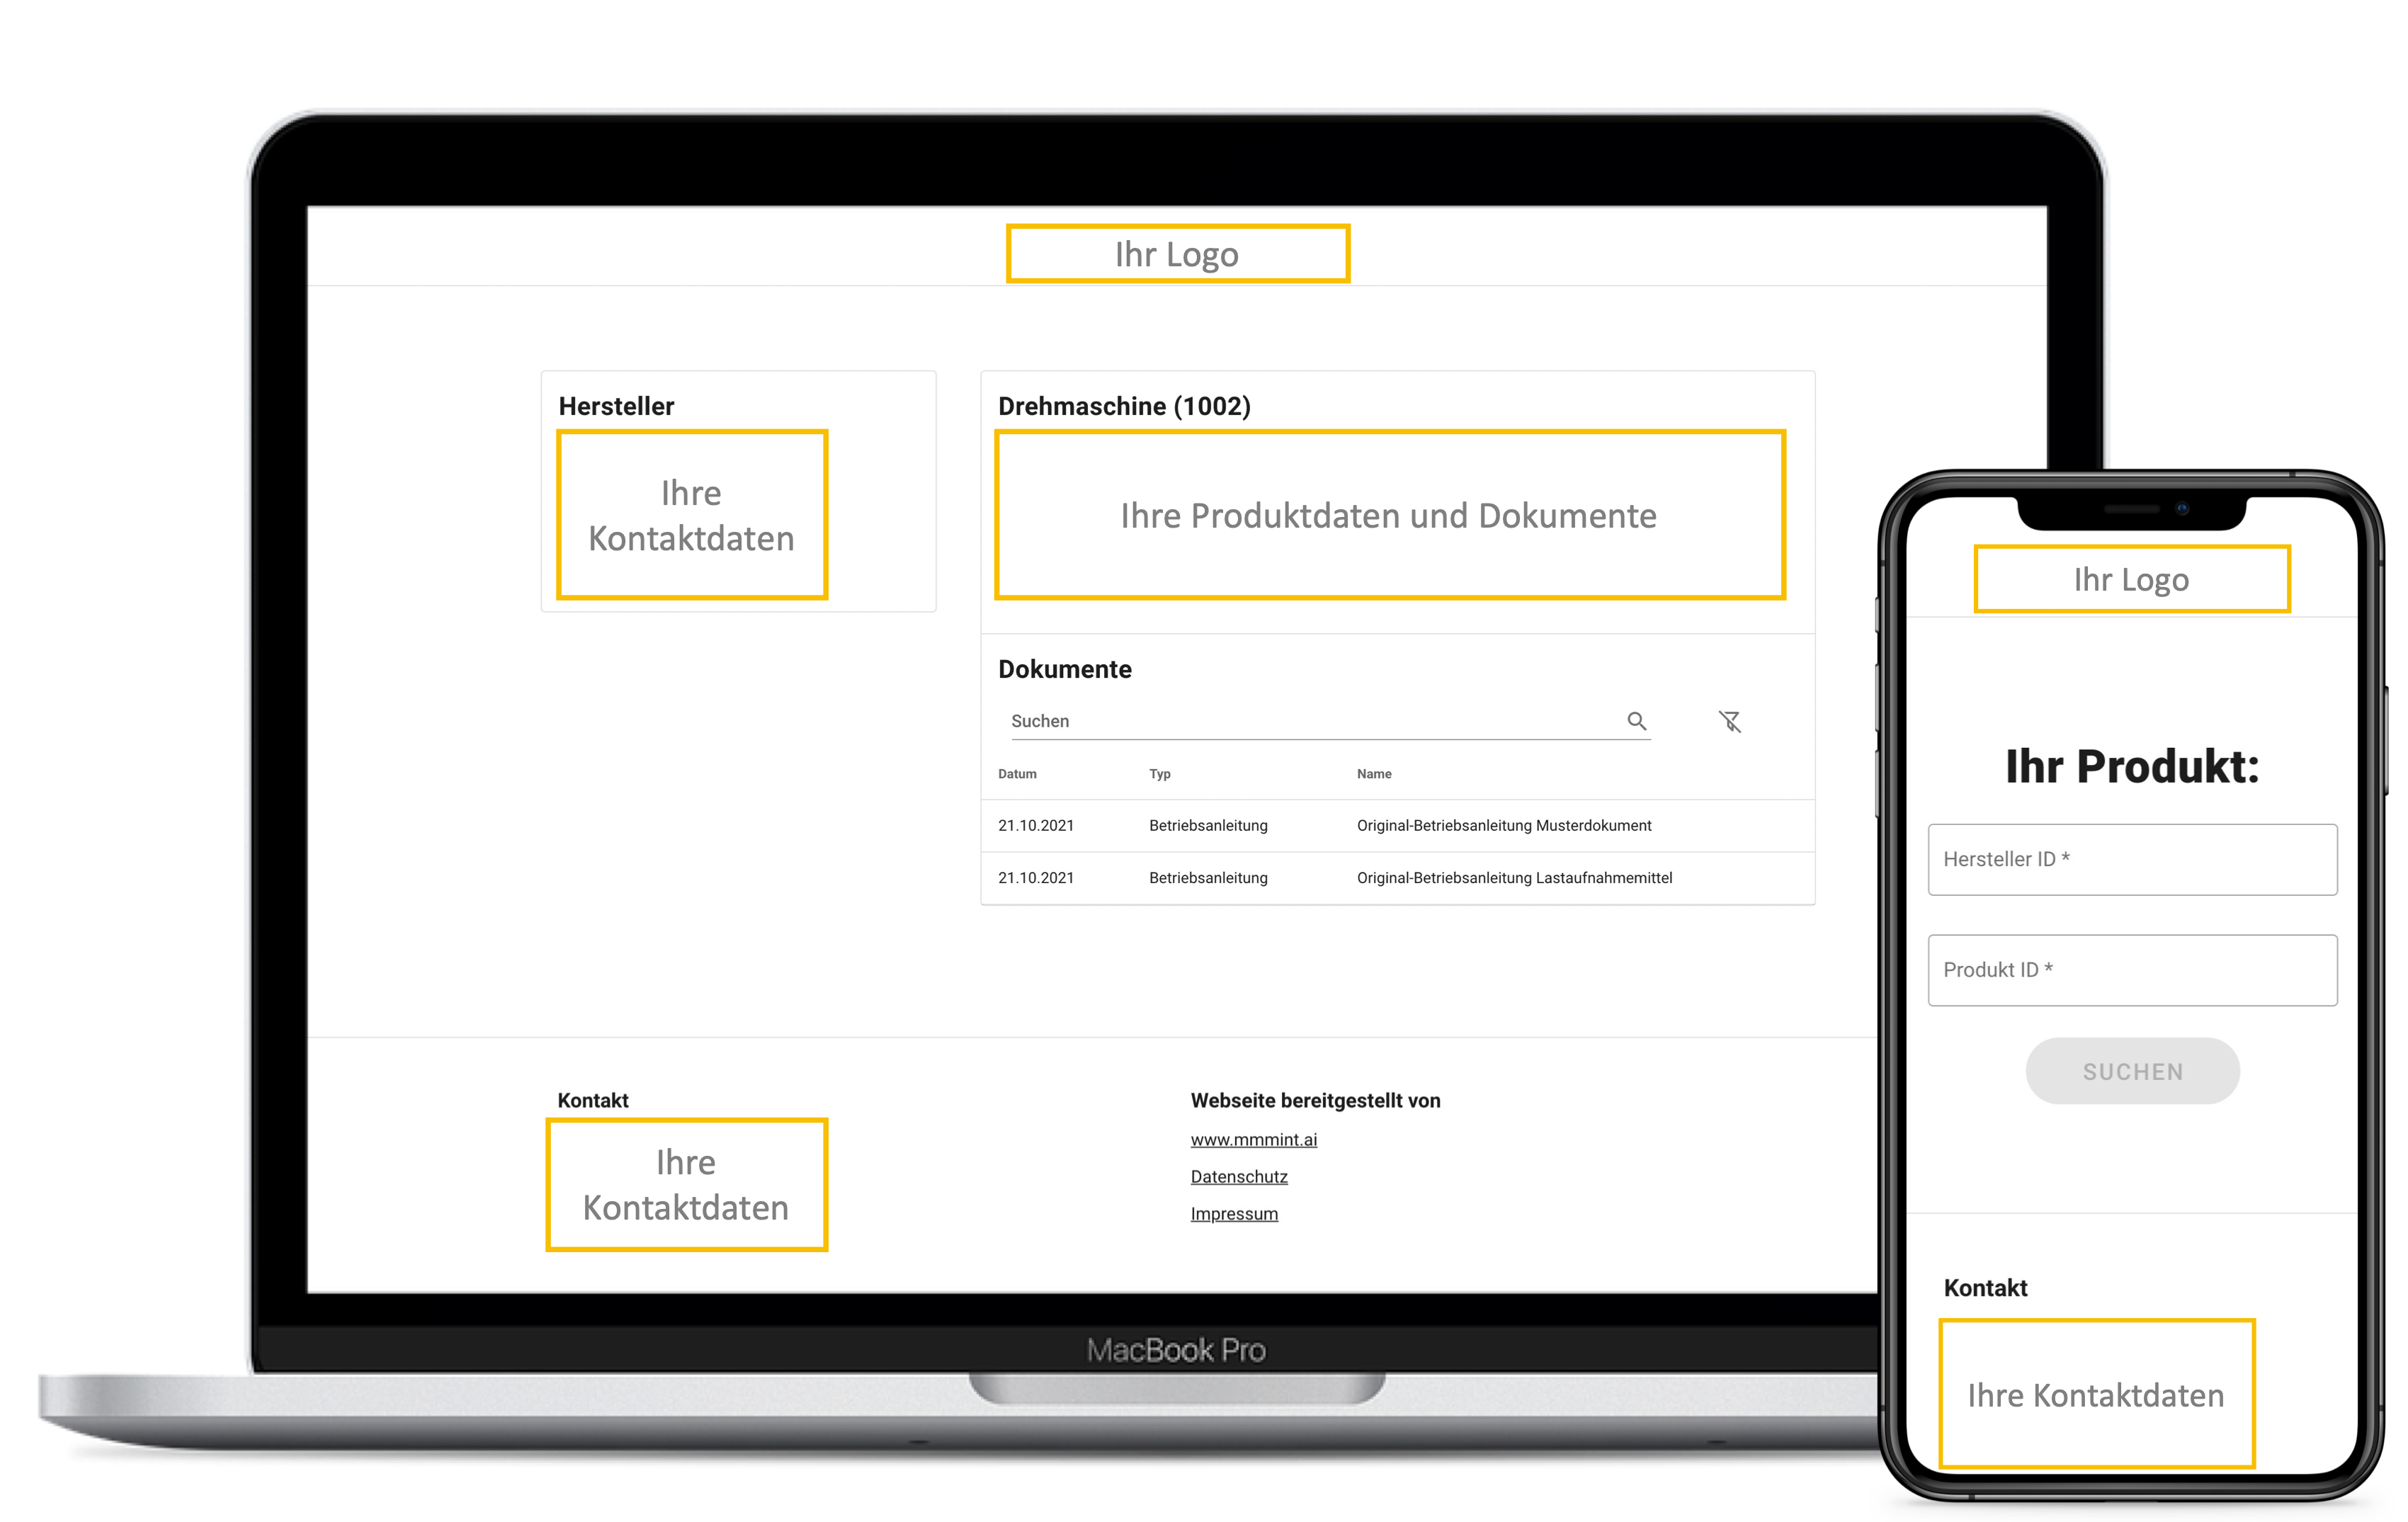 Ihr Logo
Hersteller
Ihre
Kontaktdaten
Drehmaschine (1002)
Ihre Produktdaten und Dokumente
Dokumente
Suchen
Datum Typ Name
21.10.2021 Betriebsanleitung Original-Betriebsanleitung Musterdokument
21.10.2021 Betriebsanleitung Original-Betriebsanleitung Lastaufnahmemittel
Kontakt
Ihre
Kontaktdaten
Webseite bereitgestellt von
www.mmmint.ai
Datenschutz
Impressum
MacBook Pro
Ihr Logo
Ihr Produkt:
Hersteller ID *
Produkt ID *
SUCHEN
Kontakt
Ihre Kontaktdaten